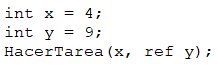 int x = 4;
int y = 9;
HacerTarea(x, ref y);